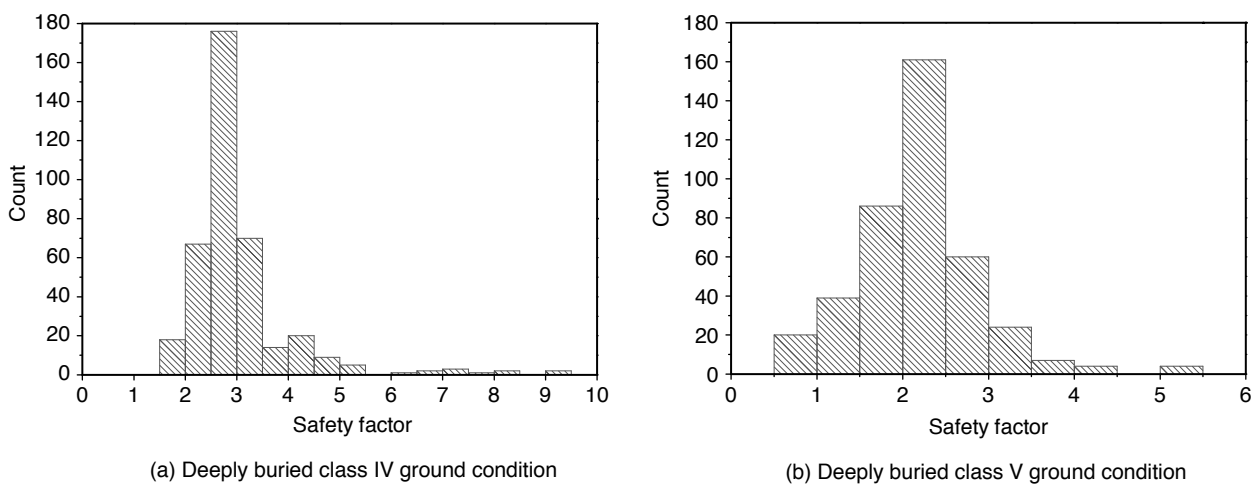 180
160
140
120
100
80
60
40
20
0
Count
0 1 2 3 4 5 6 7 8 9 10
Safety factor
(a) Deeply buried class IV ground condition
180
160
140
120
100
80
60
40
20
0
Count
0 1 2 3 4 5 6
Safety factor
(b) Deeply buried class V ground condition